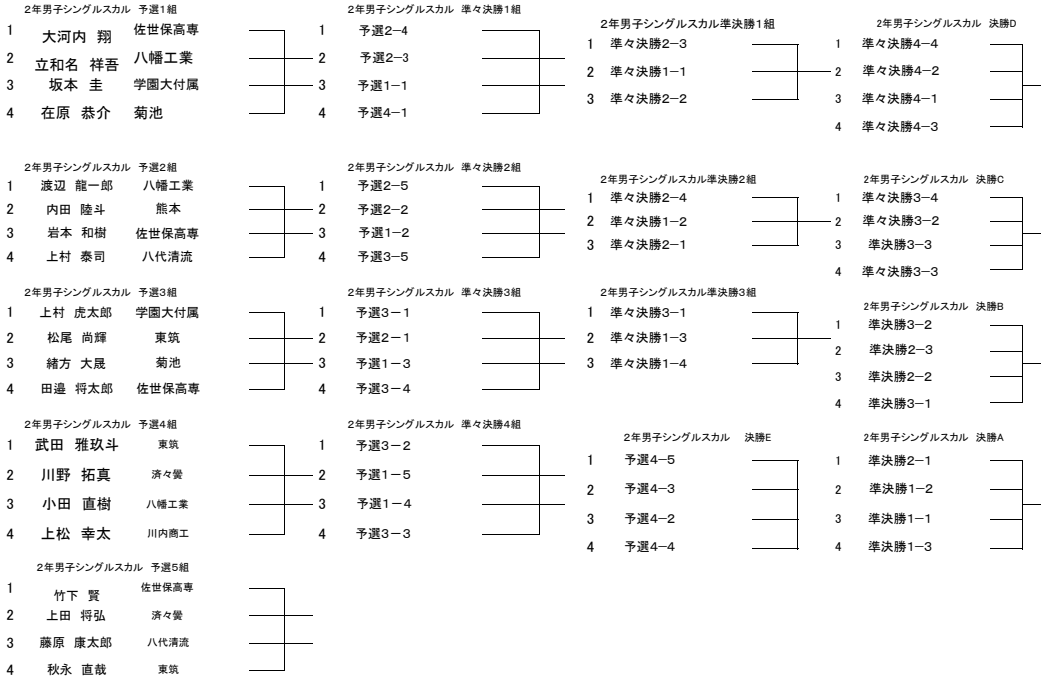 2年男子シングルスカル 予選1組
1 大河内 翔 佐世保高専
2 立和名 祥吾 八幡工業
3 坂本 圭 学園大付属
4 在原 恭介 菊池
2年男子シングルスカル 予選2組
1 渡辺 龍一郎 八幡工業
2 内田 陸斗 熊本
3 岩本 和樹 佐世保高専
4 上村 泰司 八代清流
2年男子シングルスカル 予選3組
1 上村 虎太郎 学園大付属
2 松尾 尚輝 東筑
3 緒方 大晟 菊池
4 田邉 将太郎 佐世保高専
2年男子シングルスカル 予選4組
1 武田 雅玖斗 東筑
2 川野 拓真 済々黌
3 小田 直樹 八幡工業
4 上松 幸太 川内商工
2年男子シングルスカル 予選5組
1 竹下 賢 佐世保高専
2 上田 将弘 済々黌
3 藤原 康太郎 八代清流
4 秋永 直哉 東筑
2年男子シングルスカル 準々決勝1組
1 予選2－4
2 予選2－3
3 予選1－1
4 予選4－1
2年男子シングルスカル 準々決勝2組
1 予選2－5
2 予選2－2
3 予選1－2
4 予選3－5
2年男子シングルスカル 準々決勝3組
1 予選3－1
2 予選2－1
3 予選1－3
4 予選3－4
2年男子シングルスカル 準々決勝4組
1 予選3－2
2 予選1－5
3 予選1－4
4 予選3－3
2年男子シングルスカル準決勝1組
1 準々決勝2－3
2 準々決勝1－1
3 準々決勝2－2
2年男子シングルスカル準決勝2組
1 準々決勝2－4
2 準々決勝1－2
3 準々決勝2－1
2年男子シングルスカル準決勝3組
1 準々決勝3－1
2 準々決勝1－3
3 準々決勝1－4
2年男子シングルスカル 決勝E
1 予選4－5
2 予選4－3
3 予選4－2
4 予選4－4
2年男子シングルスカル 決勝D
1 準々決勝4－4
2 準々決勝4－2
3 準々決勝4－1
4 準々決勝4－3
2年男子シングルスカル 決勝C
1 準々決勝3－4
2 準々決勝3－2
3 準決勝3－3
4 準々決勝3－3
2年男子シングルスカル 決勝B
1 準決勝3－2
2 準決勝2－3
3 準決勝2－2
4 準決勝3－1
2年男子シングルスカル 決勝A
1 準決勝2－1
2 準決勝1－2
3 準決勝1－1
4 準決勝1－3